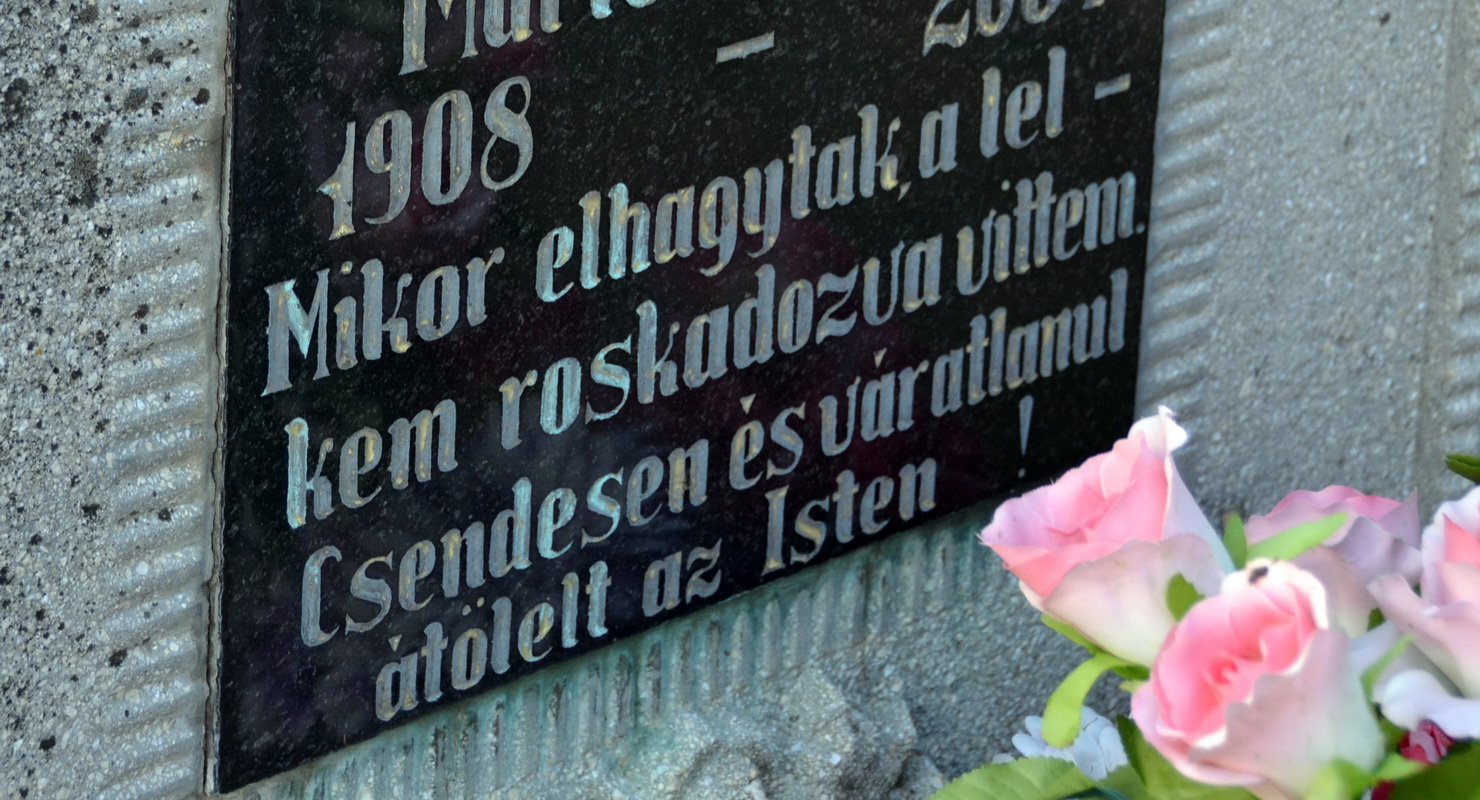 1908 –
Mikor elhagytak, a lel –
kem roskadozva vittem.
Csendesen és váratlanul
átölelt az Isten !